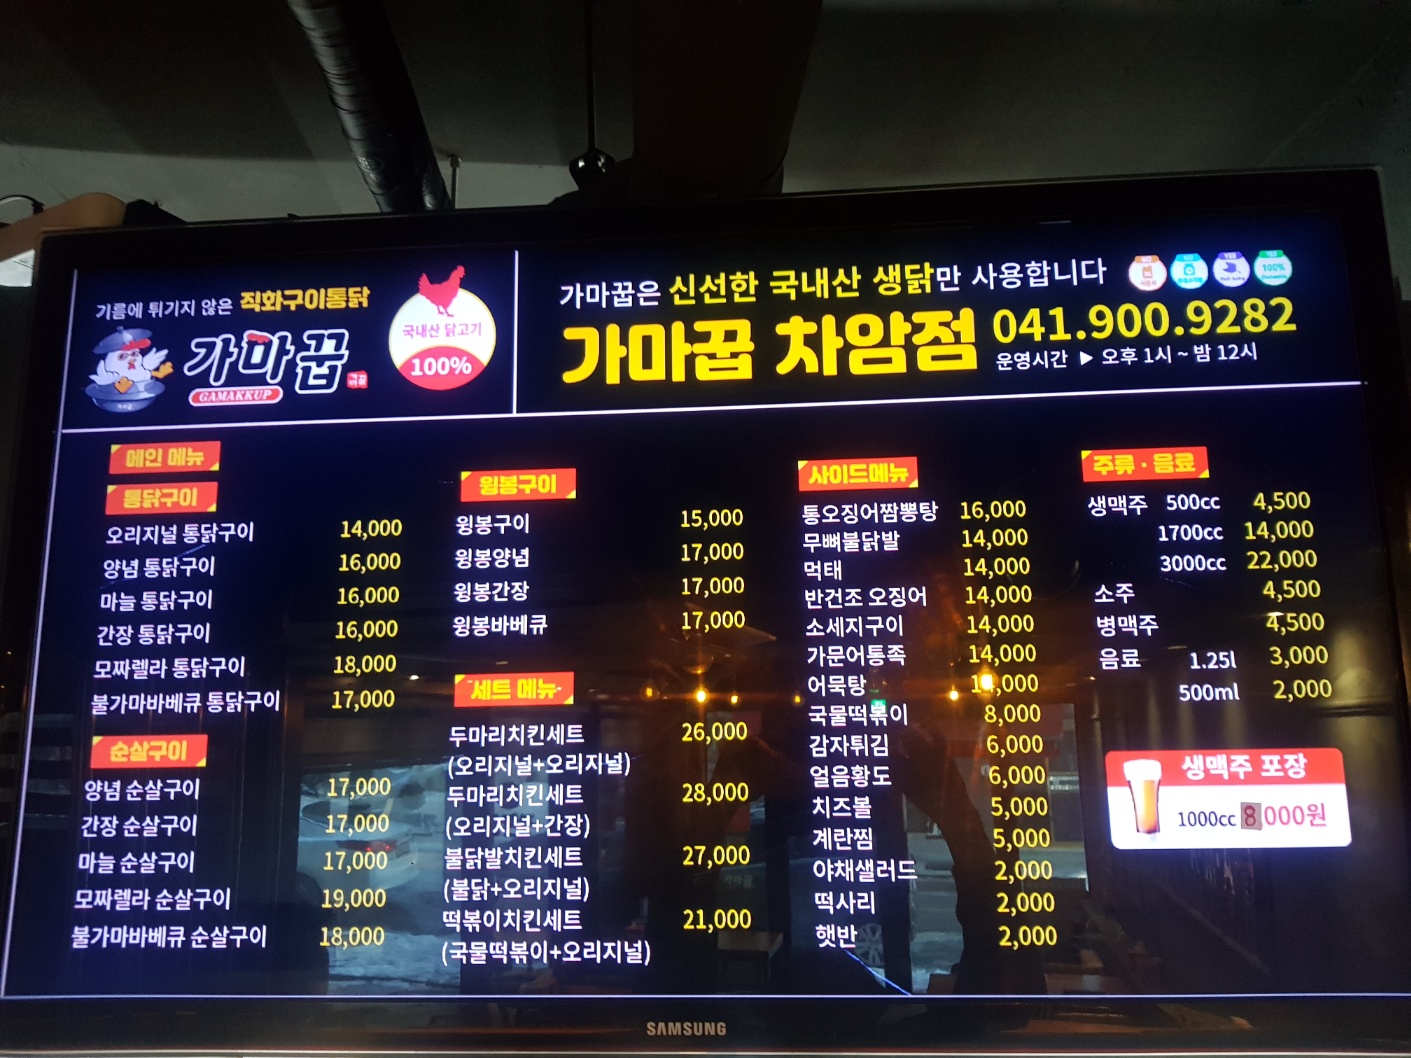 기름에 튀기지 않은 직화구이통닭
가마꿉
GAMAKKUP
국내산 닭고기
100%
가마꿉은 신선한 국내산 생닭만 사용합니다
가마꿉 차암점 041.900.9282
운영시간 ▶ 오후 1시 ~ 밤 12시
100%
메인 메뉴
통닭구이
오리지널 통닭구이 14,000
양념 통닭구이 16,000
마늘 통닭구이 16,000
간장 통닭구이 16,000
모짜렐라 통닭구이 18,000
불가마바베큐 통닭구이 17,000
순살구이
양념 순살구이 17,000
간장 순살구이 17,000
마늘 순살구이 17,000
모짜렐라 순살구이 19,000
불가마바베큐 순살구이 18,000
윙봉구이
윙봉구이 15,000
윙봉양념 17,000
윙봉간장 17,000
윙봉바베큐 17,000
세트 메뉴
두마리치킨세트 26,000
(오리지널+오리지널)
두마리치킨세트 28,000
(오리지널+간장)
불닭발치킨세트 27,000
(불닭+오리지널)
떡볶이치킨세트 21,000
(국물떡볶이+오리지널)
사이드메뉴
통오징어짬뽕탕 16,000
무뼈불닭발 14,000
먹태 14,000
반건조 오징어 14,000
소세지구이 14,000
가문어통족 14,000
어묵탕 14,000
국물떡볶이 8,000
감자튀김 6,000
얼음황도 6,000
치즈볼 5,000
계란찜 5,000
야채샐러드 2,000
떡사리 2,000
햇반 2,000
주류 · 음료
생맥주 500cc 4,500
1700cc 14,000
3000cc 22,000
소주 4,500
병맥주 4,500
음료 1.25l 3,000
500ml 2,000
생맥주 포장
1000cc 8,000원
SAMSUNG